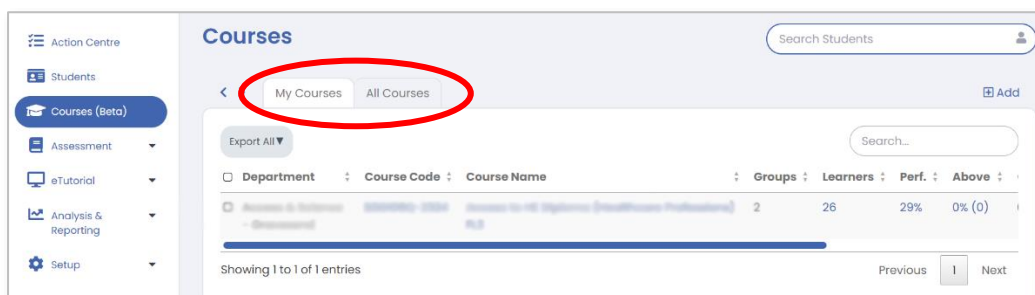 Action Centre
Students
Courses (Beta)
Assessment
eTutorial
Analysis &
Reporting
Setup
Courses
Search Students
My Courses All Courses
Add
Export All
Search...
Department Course Code Course Name Groups Learners Perf. Above
2 26 29% 0% (0)
Showing 1 to 1 of 1 entries
Previous 1 Next